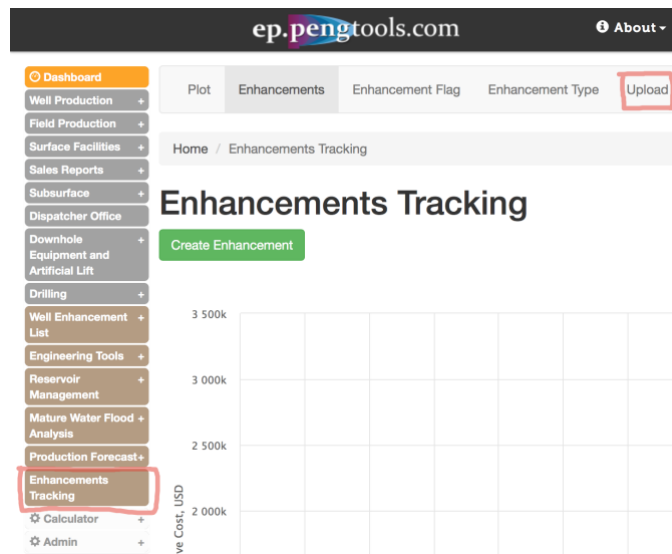 ep.pengtools.com
About
Dashboard
Well Production +
Field Production +
Surface Facilities +
Sales Reports +
Subsurface +
Dispatcher Office
Downhole +
Equipment and
Artificial Lift
Drilling +
Well Enhancement +
List
Engineering Tools +
Reservoir +
Management
Mature Water Flood +
Analysis
Production Forecast+
Enhancements
Tracking
Calculator +
Admin +
Plot Enhancements Enhancement Flag Enhancement Type Upload
Home / Enhancements Tracking
Enhancements Tracking
Create Enhancement
3 500k
3 000k
2 500k
2 000k
ve Cost, USD